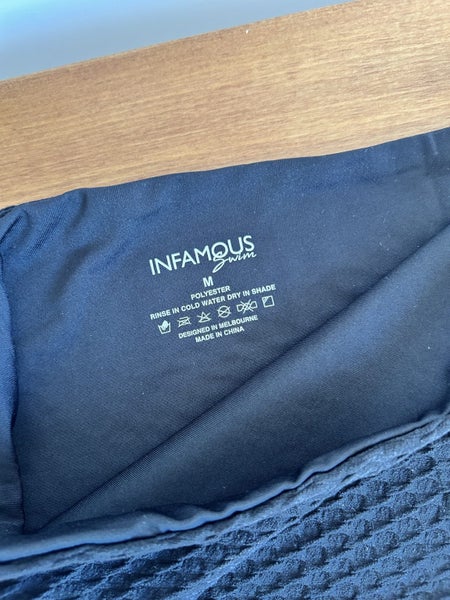 INFAMOUS
Swim
M
POLYESTER
RINSE IN COLD WATER DRY IN SHADE
DESIGNED IN MELBOURNE
MADE IN CHINA